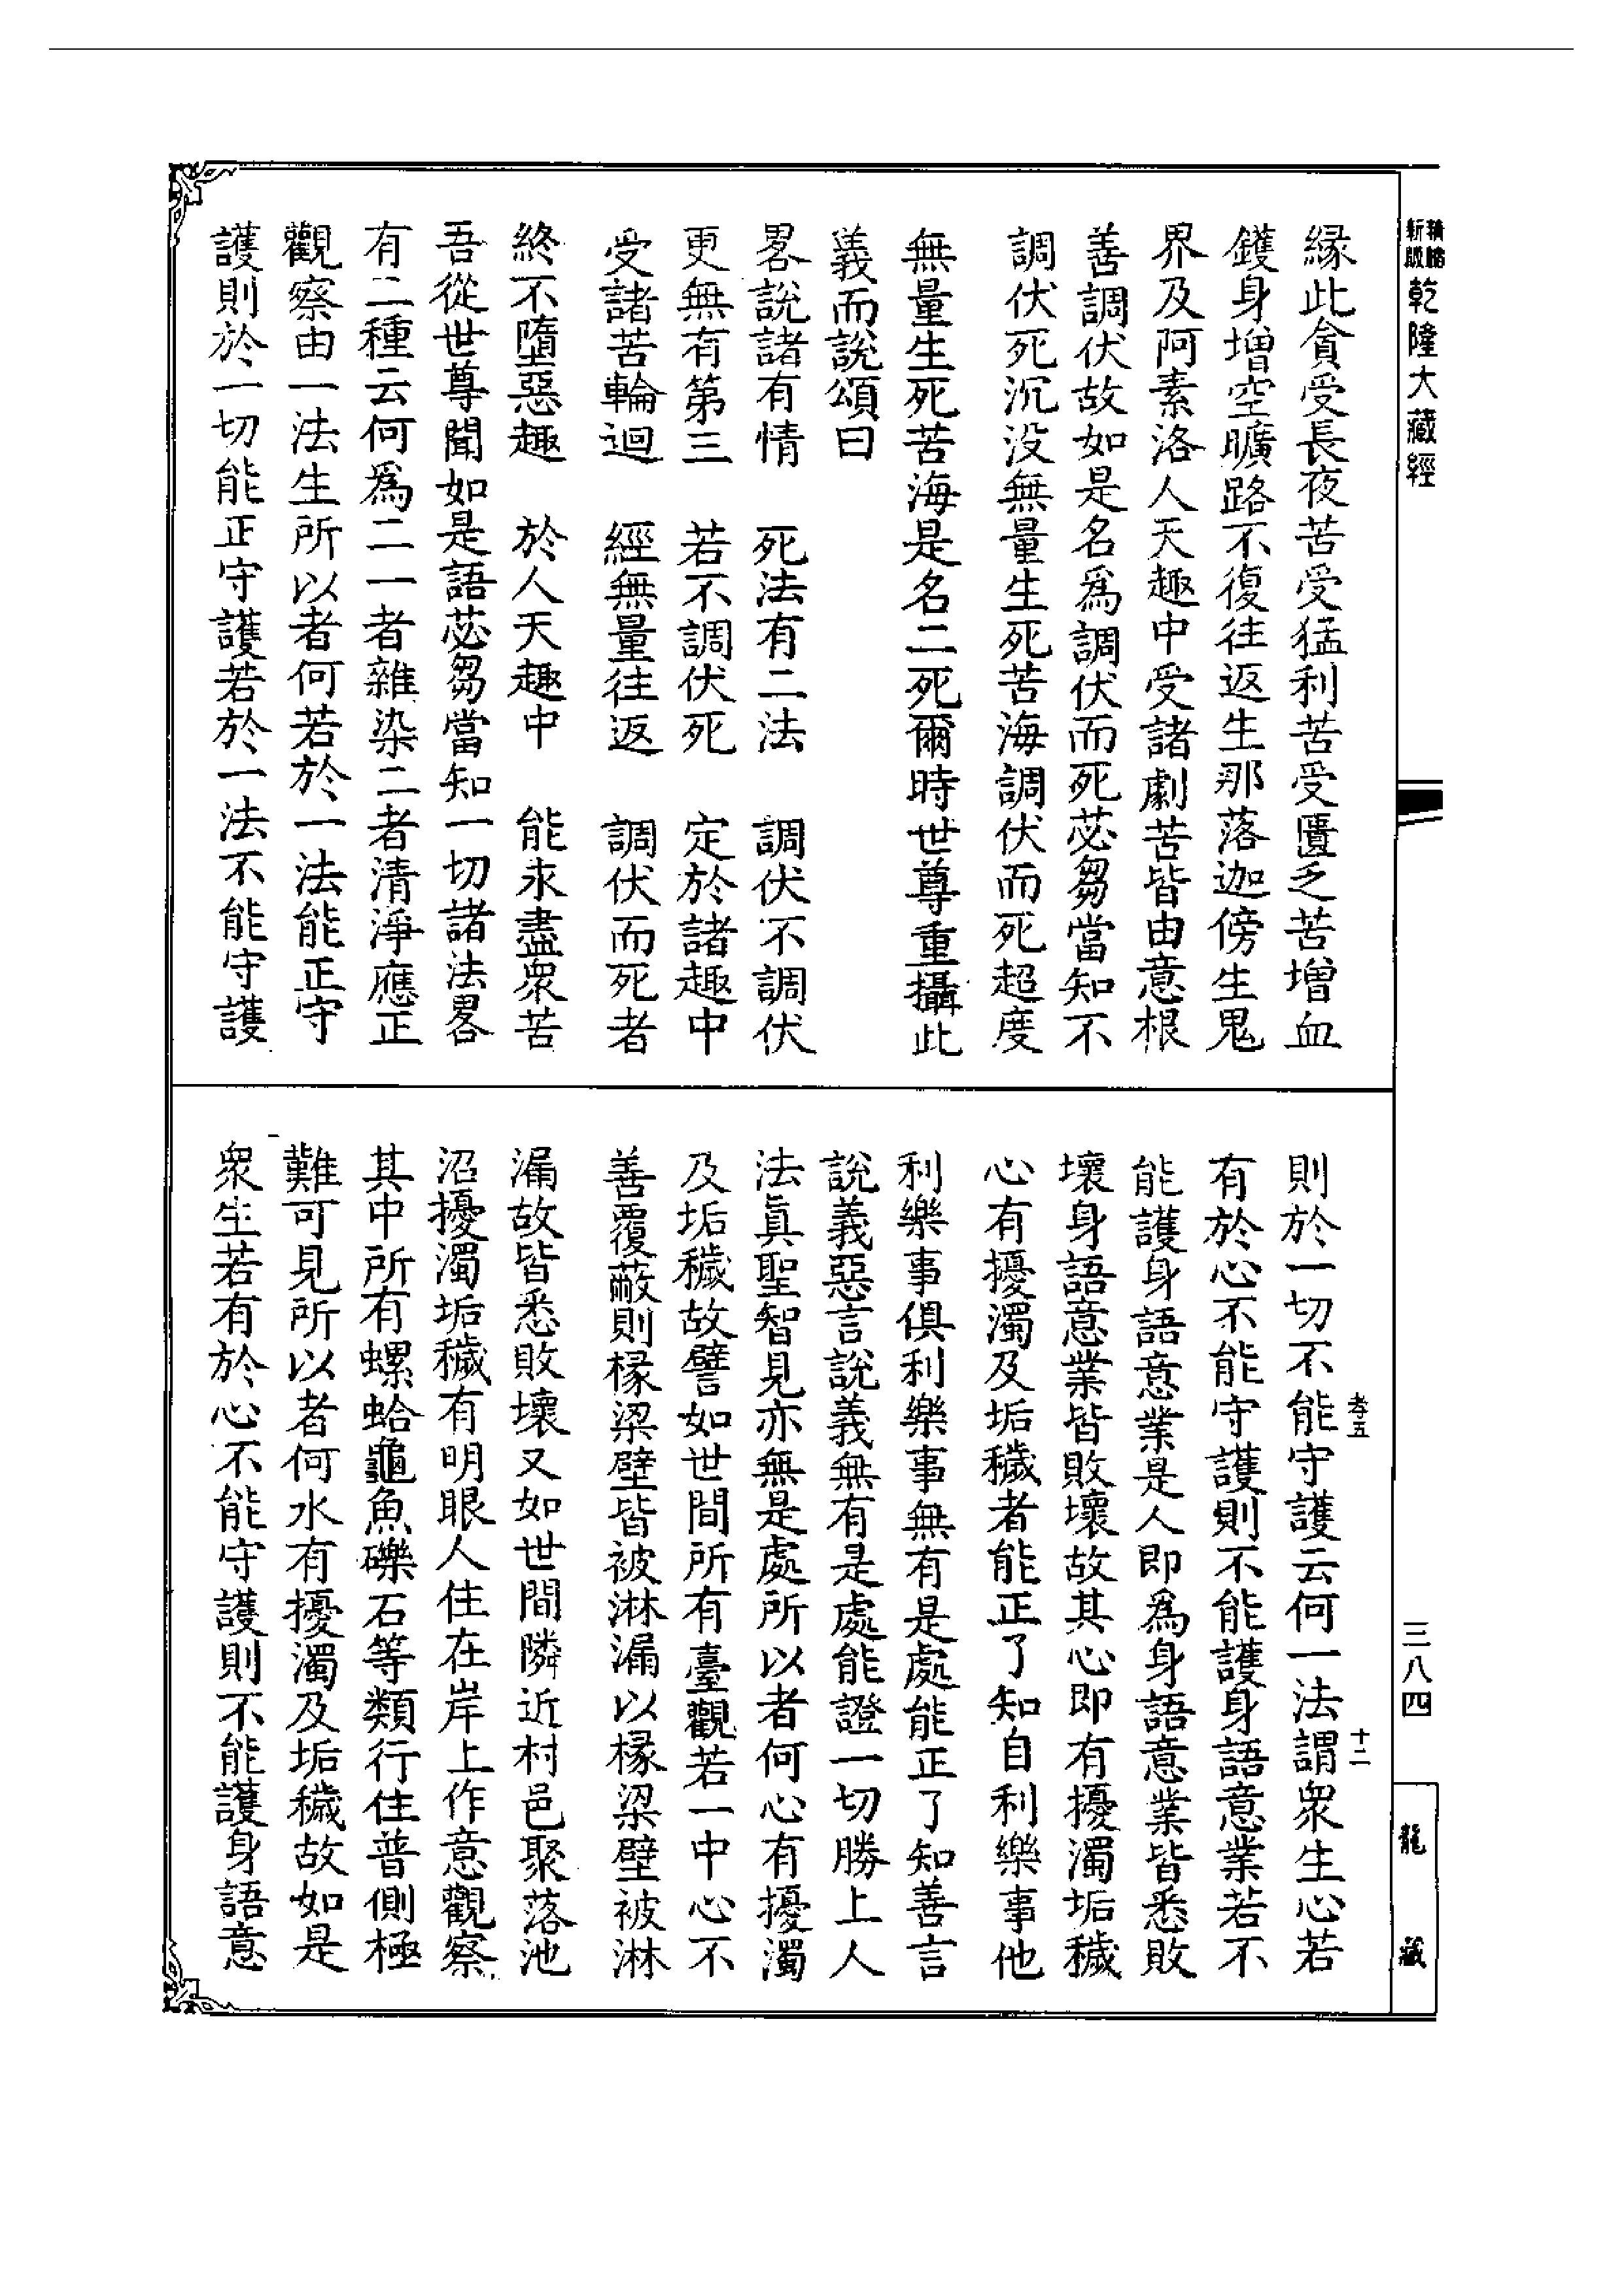 乾隆大藏經
三八四
龍藏
緣此貪受長夜苦受猛利苦受匱乏苦增血
鑊身增空曠路不復往返生那落迦傍生鬼
界及阿素洛人天趣中受諸劇苦皆由意根
善調伏故如是名爲調伏而死苾芻當知不
調伏死沉没無量生死苦海調伏而死超度
無量生死苦海是名二死爾時世尊重攝此
義而說頌曰
畧說諸有情 死法有二法 調伏不調伏
更無有第三 若不調伏死 定於諸趣中
受諸苦輪迴 經無量往返 調伏而死者
終不墮惡趣 於人天趣中 能永盡衆苦
吾從世尊聞如是語苾芻當知一切諸法畧
有二種云何爲二一者雜染二者清淨應正
觀察由一法生所以者何若於一法能正守
護則於一切能正守護若於一法不能守護
則於一切不能守護云何一法謂衆生心若
有於心不能守護則不能護身語意業若不
能護身語意業是人即爲身語意業皆悉敗
壞身語意業皆敗壞故其心即有擾濁垢穢
心有擾濁及垢穢者能正了知自利樂事他
利樂事俱利樂事無有是處能正了知善言
說義惡言說義無有是處能證一切勝上人
法眞聖智見亦無是處所以者何心有擾濁
及垢穢故譬如世間所有臺觀若一中心不
善覆蔽則椽梁壁皆被淋漏以椽梁壁被淋
漏故皆悉敗壞又如世間隣近村邑聚落池
沼擾濁垢穢有明眼人住在岸上作意觀察
其中所有螺蛤龜魚礫石等類行住普側極
難可見所以者何水有擾濁及垢穢故如是
衆生若有於心不能守護則不能護身語意
卷五
十二